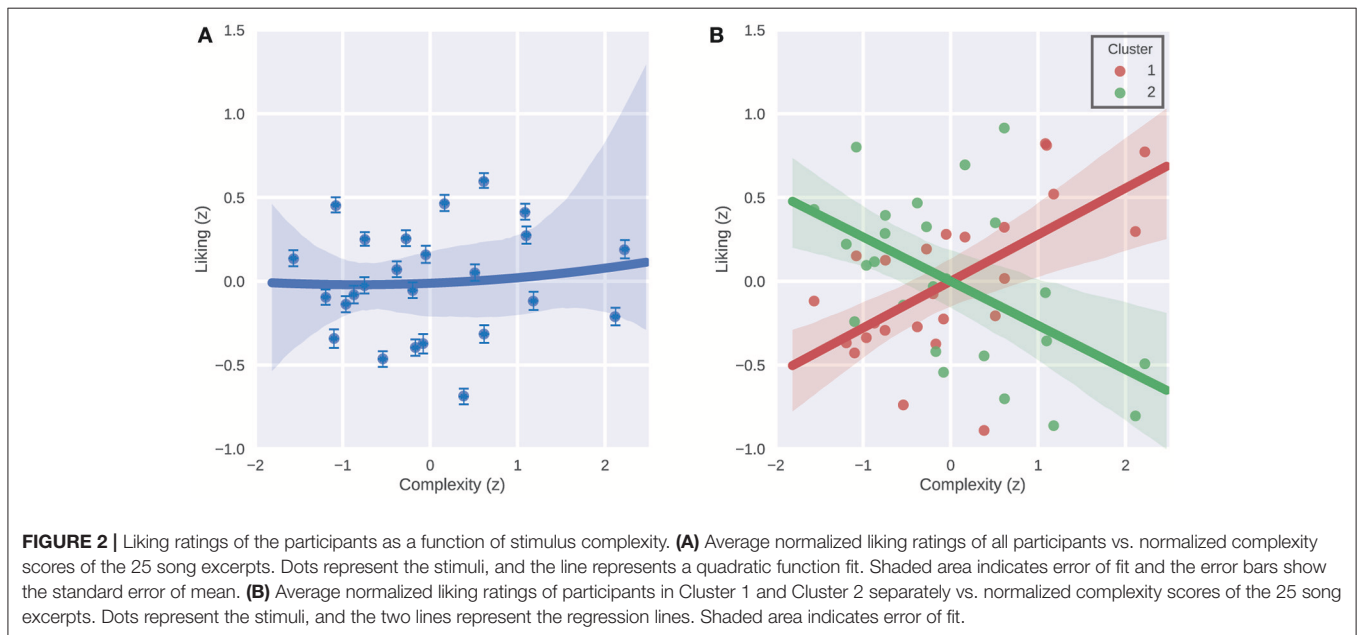 A
1.5
1.0
0.5
0.0
−0.5
−1.0
Liking (z)
−2
−1
0
1
2
Complexity (z)
B
1.5
1.0
0.5
0.0
−0.5
−1.0
Liking (z)
−2
−1
0
1
2
Complexity (z)
Cluster
1
2
FIGURE 2 | Liking ratings of the participants as a function of stimulus complexity. (A) Average normalized liking ratings of all participants vs. normalized complexity
scores of the 25 song excerpts. Dots represent the stimuli, and the line represents a quadratic function fit. Shaded area indicates error of fit and the error bars show
the standard error of mean. (B) Average normalized liking ratings of participants in Cluster 1 and Cluster 2 separately vs. normalized complexity scores of the 25 song
excerpts. Dots represent the stimuli, and the two lines represent the regression lines. Shaded area indicates error of fit.